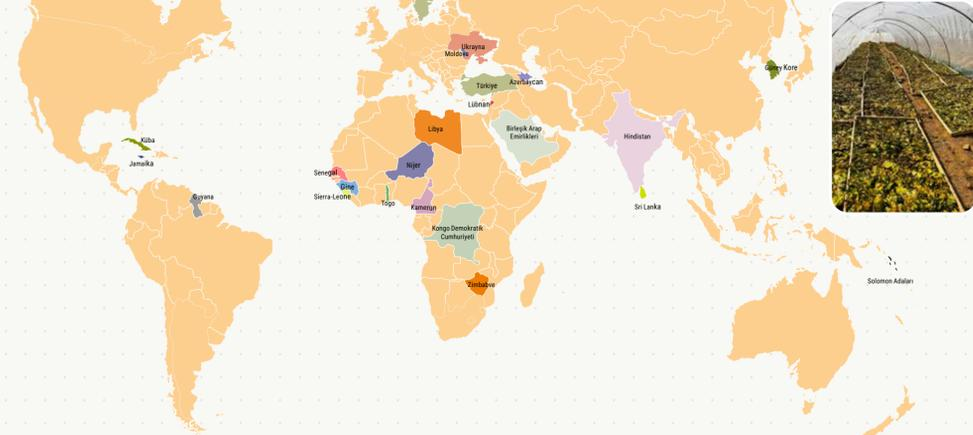 Ukrayna
Moldova
Güney Kore
Türkiye
Azerbaycan
Lübnan
Libya
Birleşik Arap
Emirlikleri
Hindistan
Küba
Jamaika
Nijer
Senegal
Gine
Sierra-Leone
Togo
Kamerun
Guyana
Sri Lanka
Kongo Demokratik
Cumhuriyeti
Solomon Adaları
Zimbabve